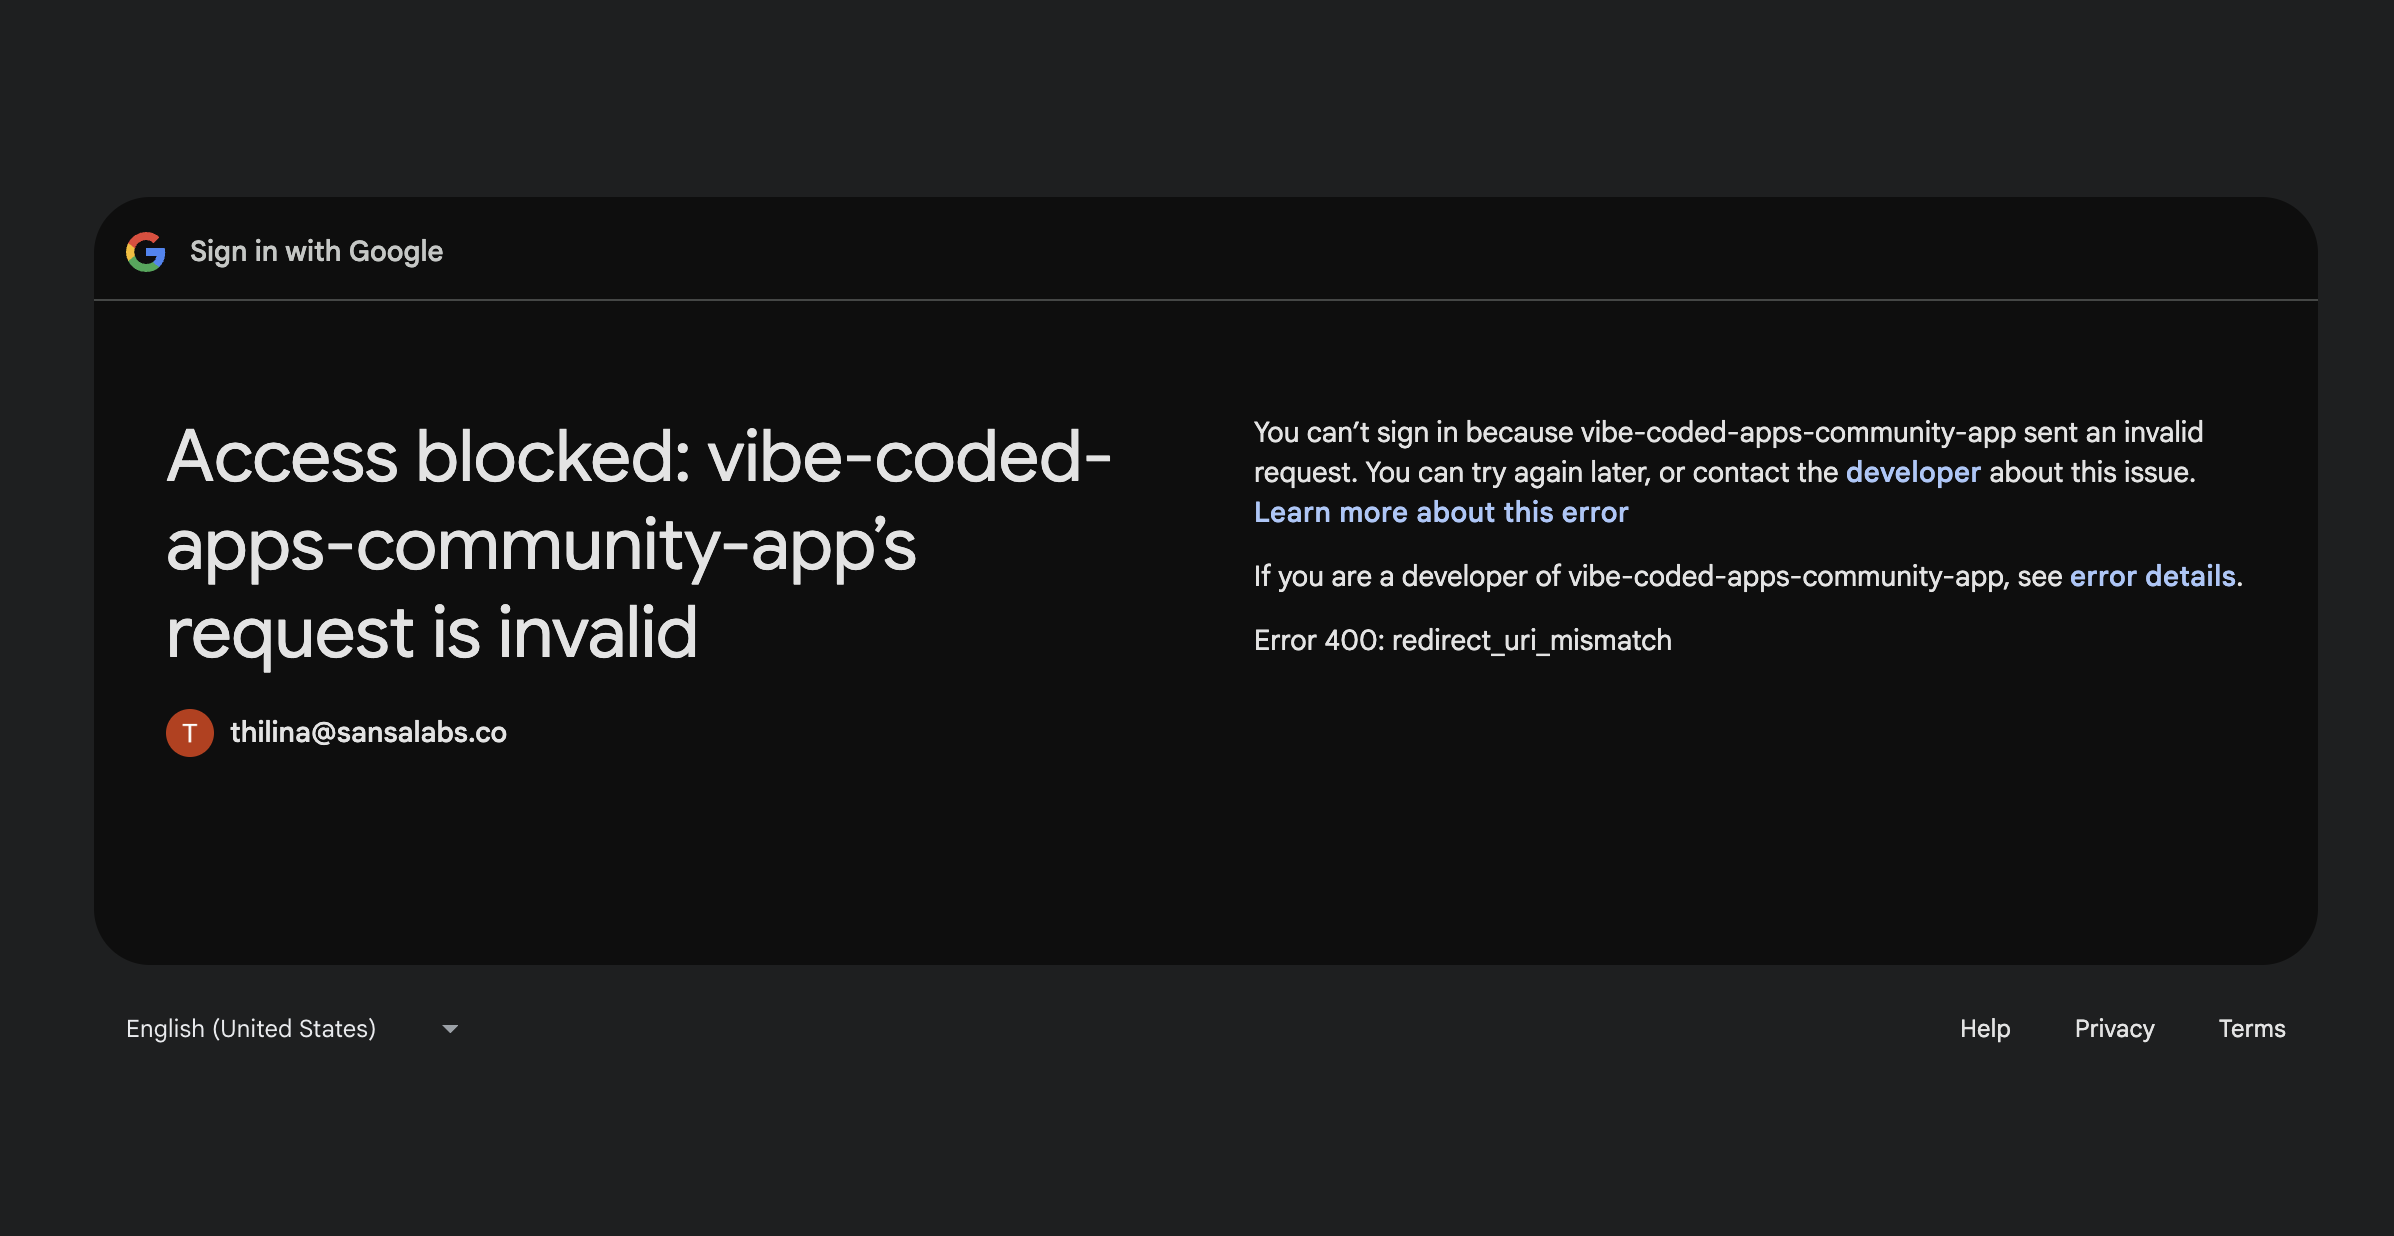 Sign in with Google
Access blocked: vibe-coded-
apps-community-app’s
request is invalid
T
thilina@sansalabs.co
You can’t sign in because vibe-coded-apps-community-app sent an invalid
request. You can try again later, or contact the developer about this issue.
Learn more about this error
If you are a developer of vibe-coded-apps-community-app, see error details.
Error 400: redirect_uri_mismatch
English (United States)
Help
Privacy
Terms